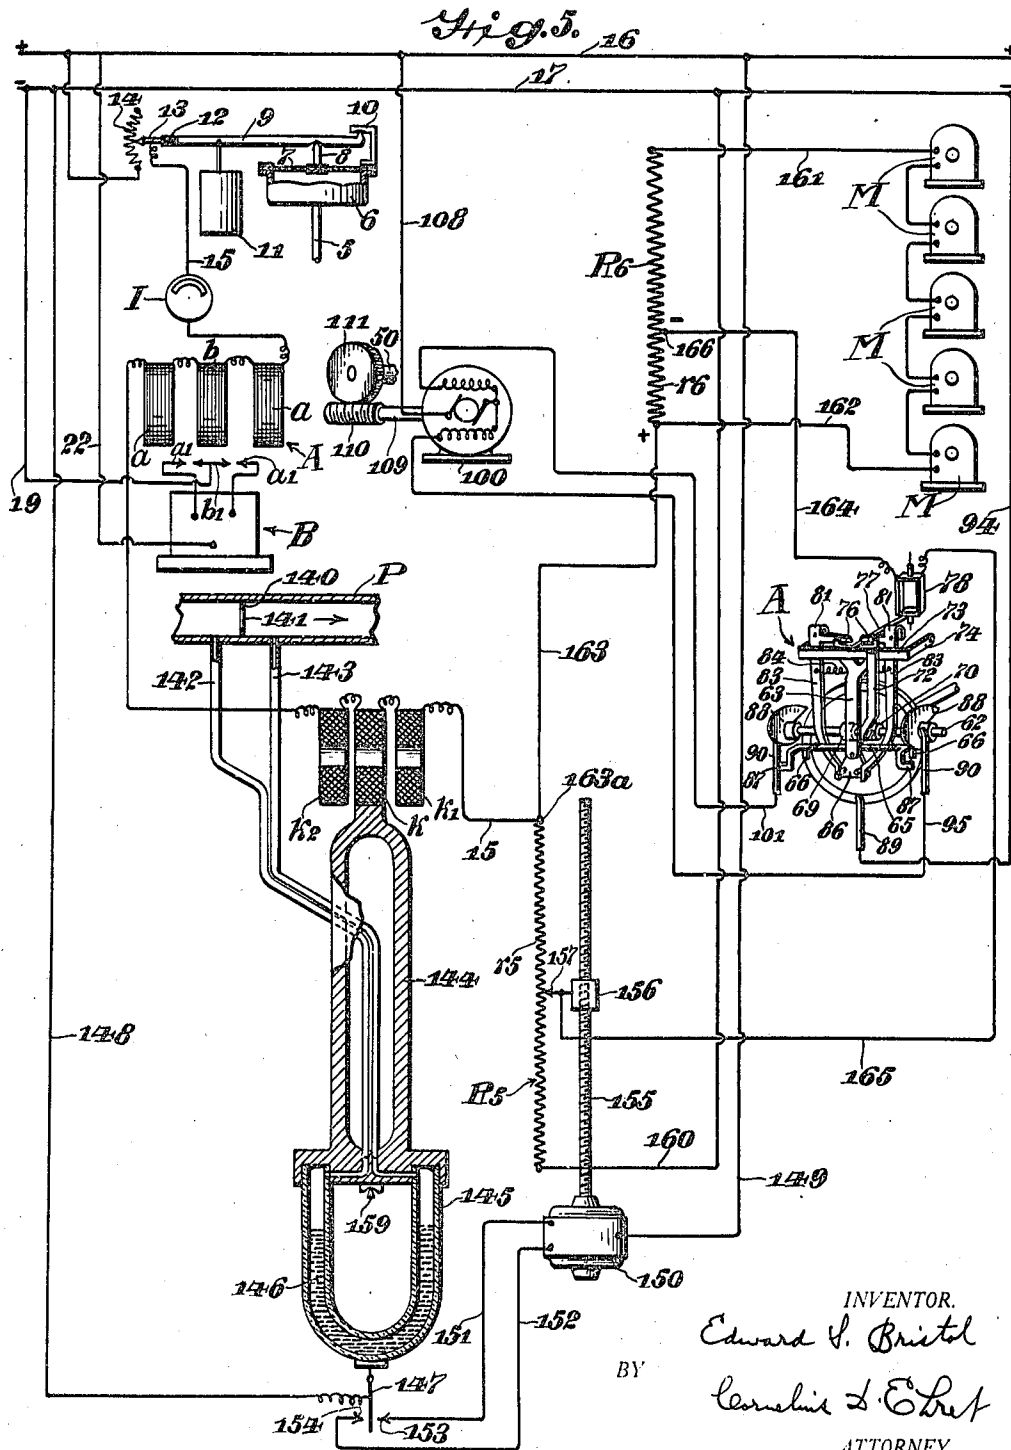 Fig. 5.
+ 16 +
- 17 -
14 13 12 9 10
7 8
6
11 5
15
108
161
M
R6
I
111 50
- 166
M
b
r6
a a
A
22
110
109
100
+
162
a1 a1
b1
B
19
M
164
94
140 P
141
77 81 78
A 81 76 73
74
142 143
163
84 83
83 72 70
63 88
88 62
90 66
87 66 90
69 87
86 65 95
101 89
k2 k k1
15
163a
r5 157
144
156
148
165
R5 155
160
145
149
159
146
150
151 152
147
154 153
INVENTOR.
Edward S. Bristol
BY
Cornelius D. Ehret
ATTORNEY